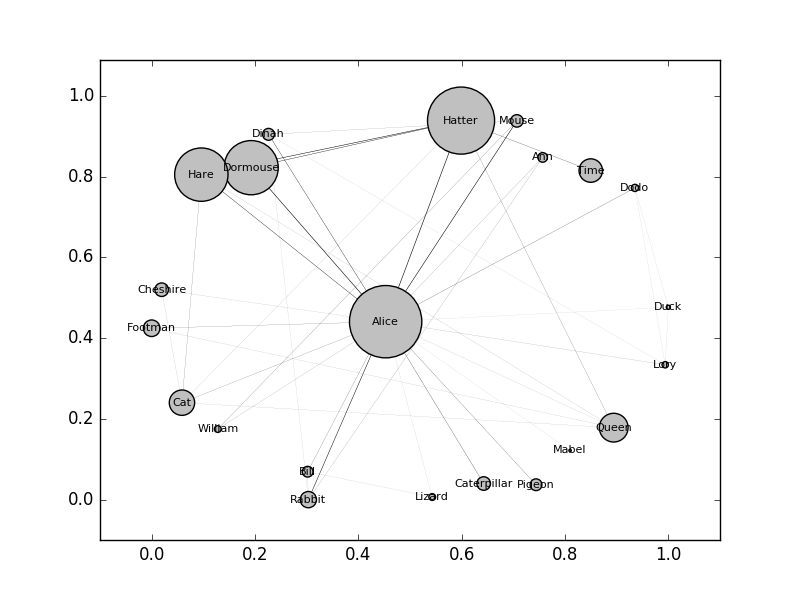 1.0
0.8
0.6
0.4
0.2
0.0
Hatter
Mouse
Dinah
Ann
Dormouse
Time
Hare
Dodo
Cheshire
Duck
Alice
Footman
Lory
Cat
William
Queen
Mabel
Bill
Caterpillar
Pigeon
Rabbit
Lizard
0.0 0.2 0.4 0.6 0.8 1.0